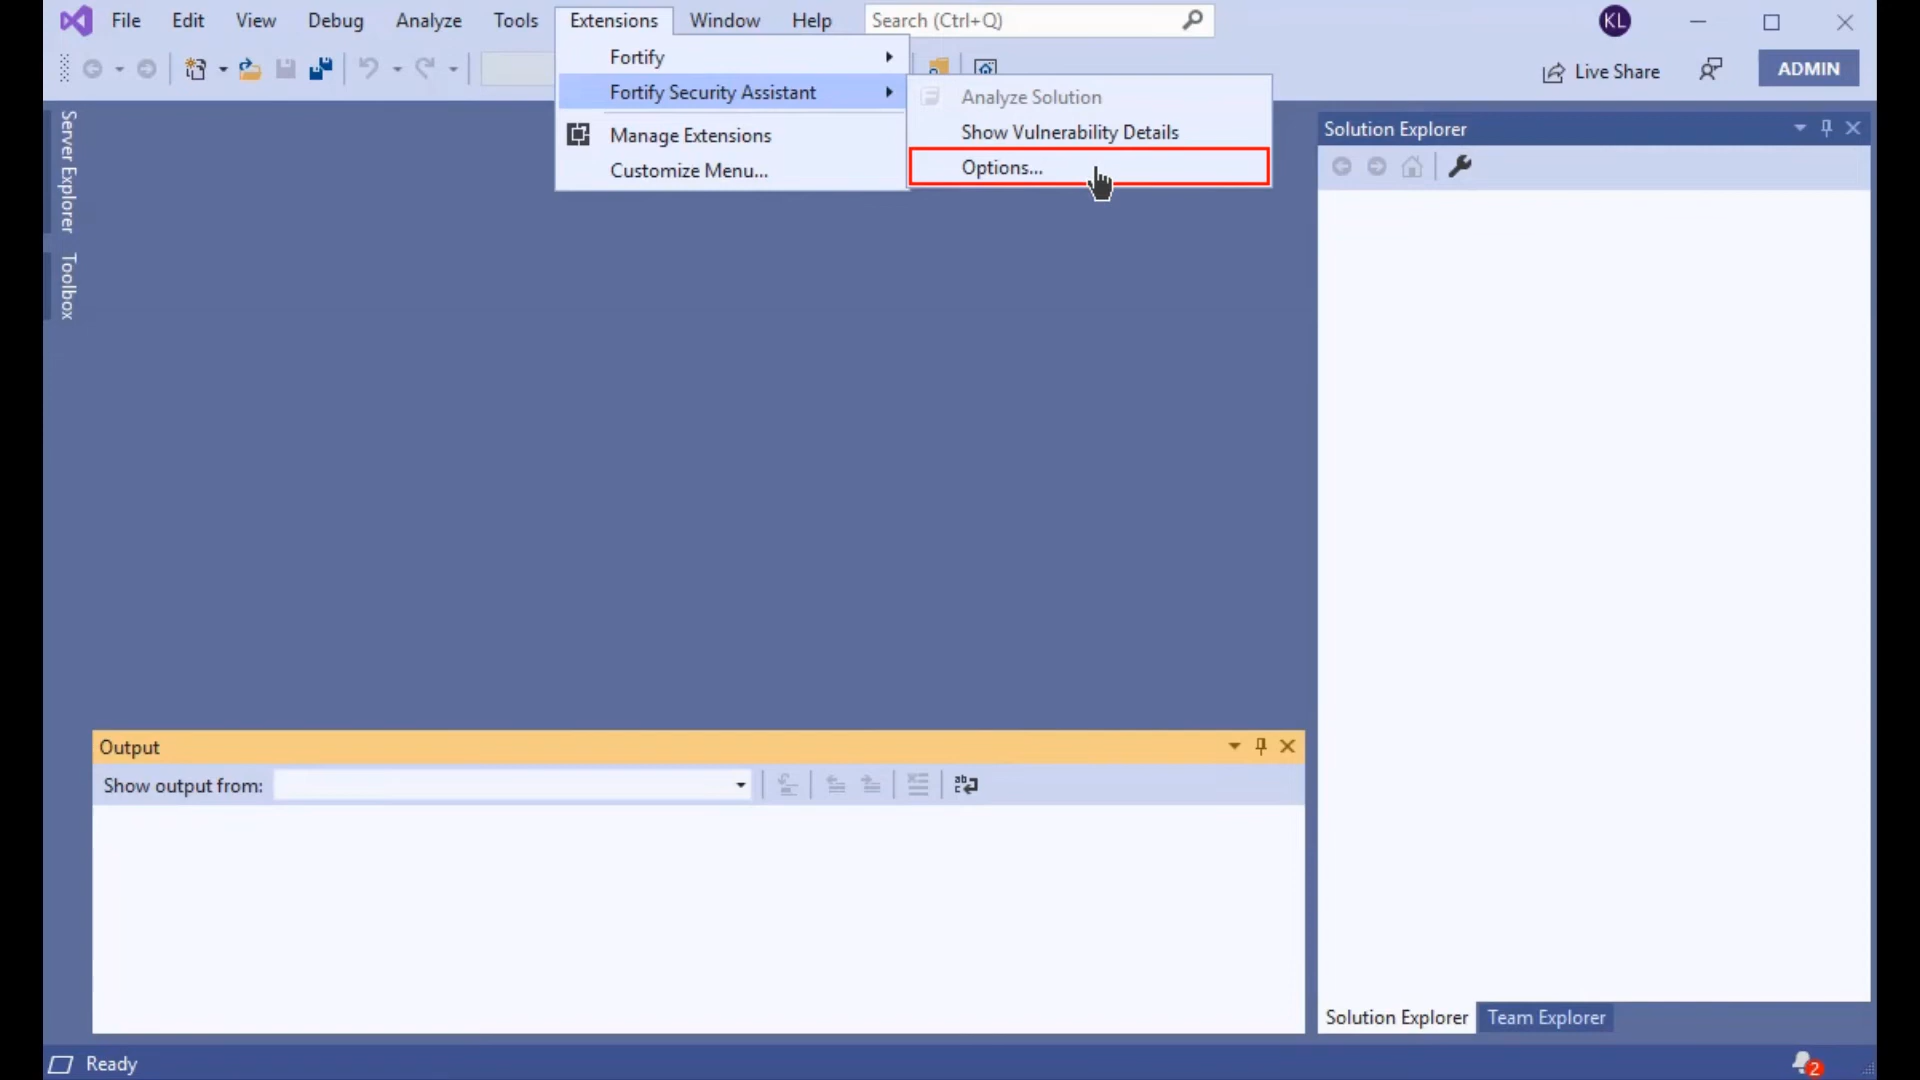 File Edit View Debug Analyze Tools Extensions Window Help Search (Ctrl+Q) KL
Live Share ADMIN
Fortify
Fortify Security Assistant
Manage Extensions
Customize Menu...
Analyze Solution
Show Vulnerability Details
Options...
Server Explorer
Toolbox
Solution Explorer
Output
Show output from:
Solution Explorer Team Explorer
Ready 2